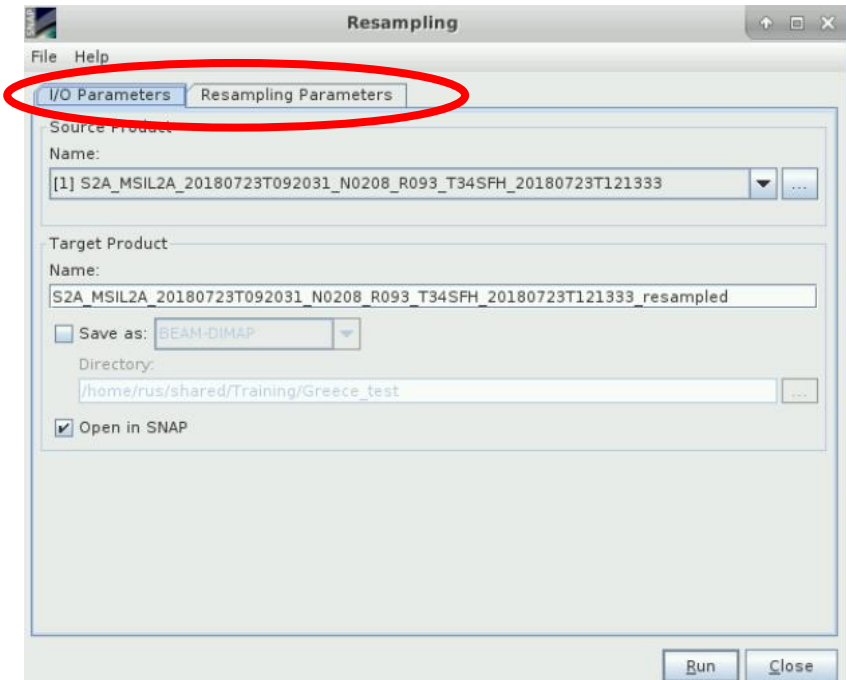 SNAP
Resampling
File Help
I/O Parameters Resampling Parameters
Source Product
Name:
[1] S2A_MSIL2A_20180723T092031_N0208_R093_T34SFH_20180723T121333 ...
Target Product
Name:
S2A_MSIL2A_20180723T092031_N0208_R093_T34SFH_20180723T121333_resampled
Save as: BEAM-DIMAP
Directory:
/home/rus/shared/Training/Greece_test ...
Open in SNAP
Run Close